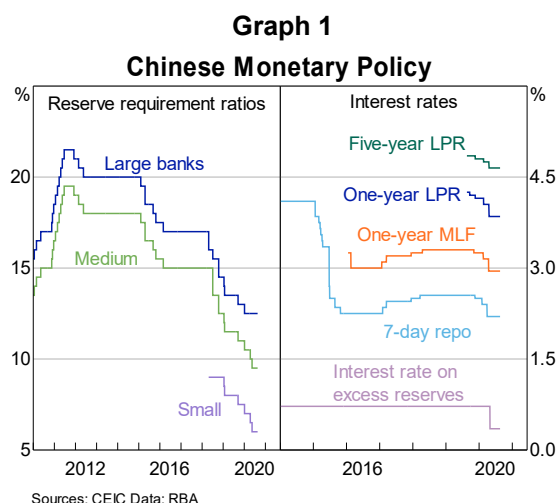 Graph 1
Chinese Monetary Policy
% Reserve requirement ratios Interest rates %
Five-year LPR
Large banks
20 4.5
One-year LPR
One-year MLF
Medium
15 3.0
7-day repo
10 1.5
Interest rate on
excess reserves
Small
5 0.0
2012 2016 2020 2016 2020
Sources: CEIC Data; RBA